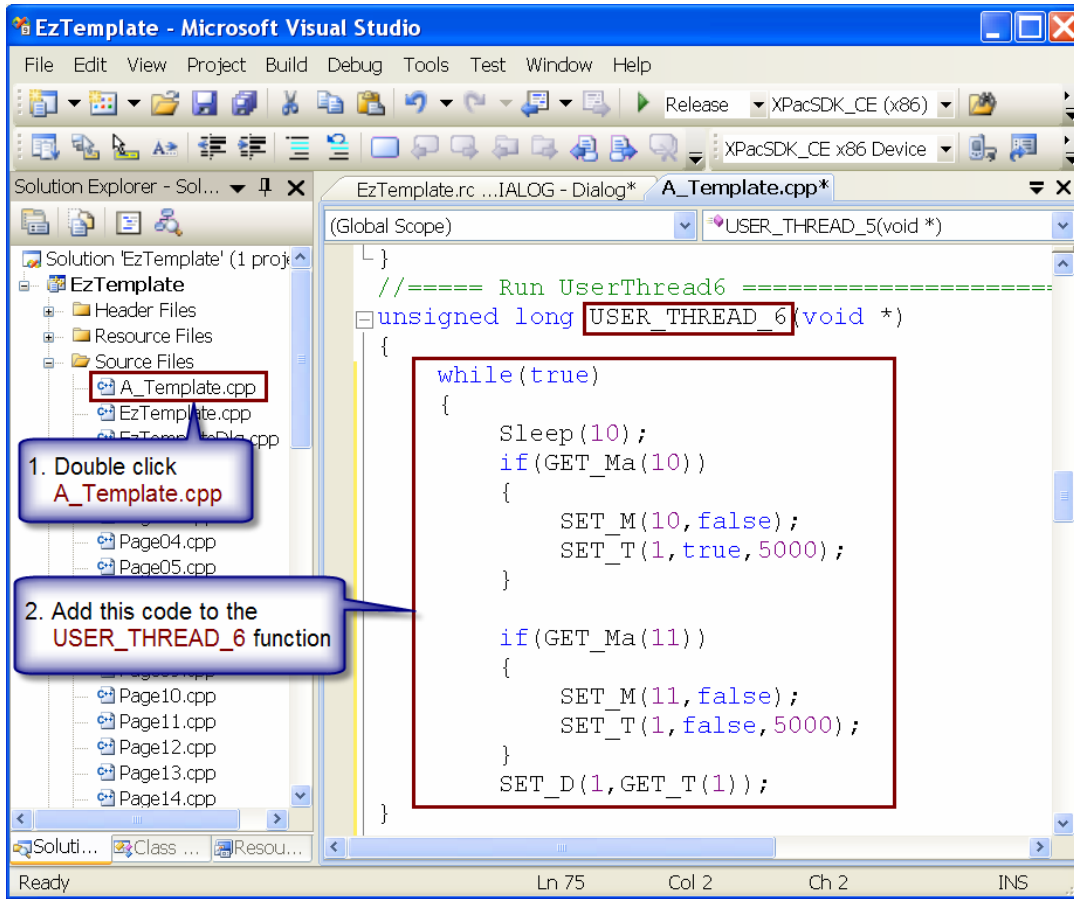 EzTemplate - Microsoft Visual Studio
File Edit View Project Build Debug Tools Test Window Help
Release XPacSDK_CE (x86)
XPacSDK_CE x86 Device
Solution Explorer - Sol...
EzTemplate.rc ...IALOG - Dialog* A_Template.cpp*
(Global Scope) USER_THREAD_5(void *)
Solution 'EzTemplate' (1 proje
EzTemplate
Header Files
Resource Files
Source Files
A_Template.cpp
EzTemplate.cpp
EzTemplateDlg.cpp
1. Double click
A_Template.cpp
Page04.cpp
Page05.cpp
2. Add this code to the
USER_THREAD_6 function
Page10.cpp
Page11.cpp
Page12.cpp
Page13.cpp
Page14.cpp
Soluti... Class ... Resou...
}
//===== Run UserThread6 =====================
unsigned long USER_THREAD_6(void *)
{
while(true)
{
Sleep(10);
if(GET_Ma(10))
{
SET_M(10,false);
SET_T(1,true,5000);
}
if(GET_Ma(11))
{
SET_M(11,false);
SET_T(1,false,5000);
}
SET_D(1,GET_T(1));
}
Ready Ln 75 Col 2 Ch 2 INS